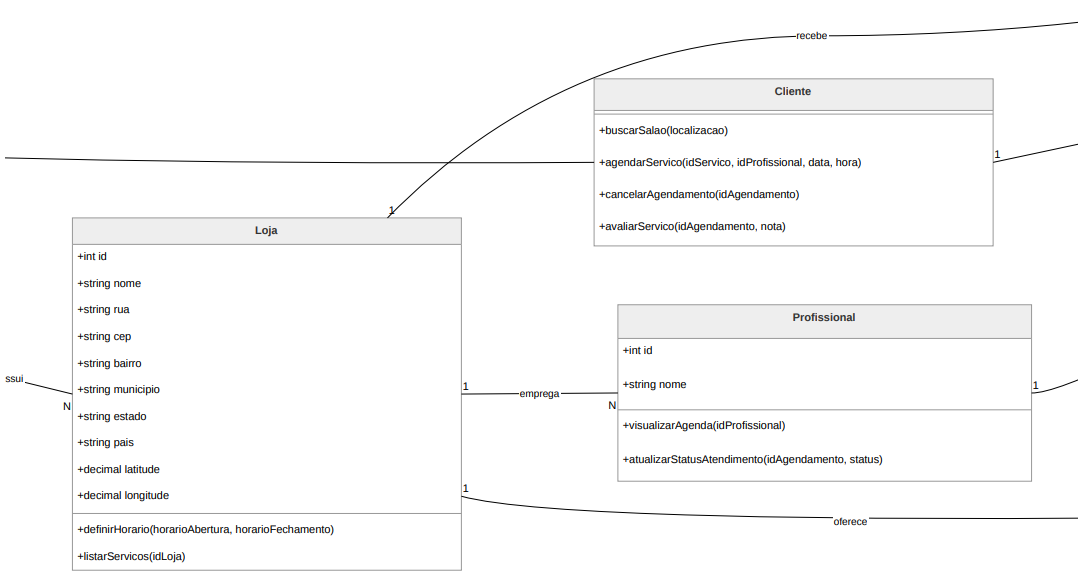 recebe
Cliente
+buscarSalao(localizacao)
+agendarServico(idServico, idProfissional, data, hora)
1
+cancelarAgendamento(idAgendamento)
+avaliarServico(idAgendamento, nota)
1
Loja
+int id
+string nome
+string rua
+string cep
+string bairro
+string municipio
+string estado
+string pais
+decimal latitude
+decimal longitude
+definirHorario(horarioAbertura, horarioFechamento)
+listarServicos(idLoja)
ssui
N
1
emprega
N
Profissional
+int id
+string nome
1
+visualizarAgenda(idProfissional)
+atualizarStatusAtendimento(idAgendamento, status)
1
oferece